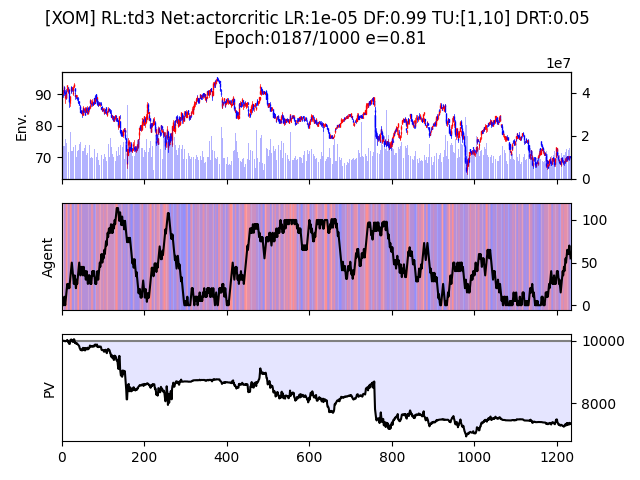 [XOM] RL:td3 Net:actorcritic LR:1e-05 DF:0.99 TU:[1,10] DRT:0.05
Epoch:0187/1000 e=0.81
1e7
Env.
90
80
70
4
2
0
Agent
100
50
0
PV
10000
8000
0 200 400 600 800 1000 1200